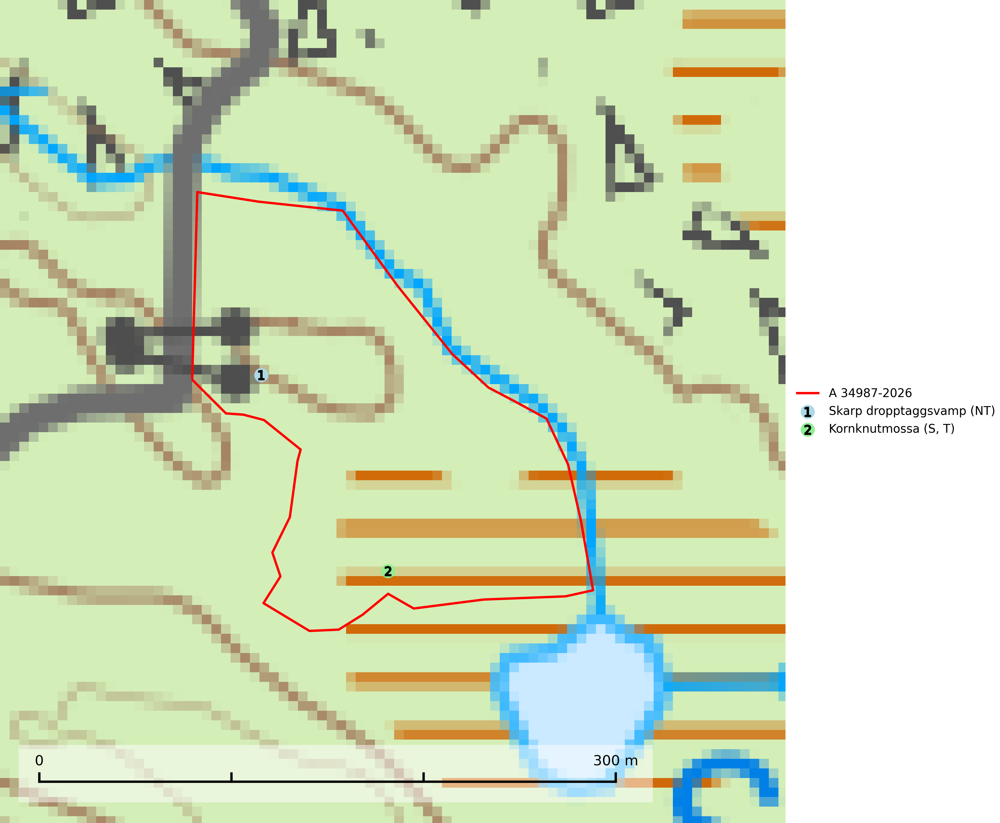 1
2
A 34987-2026
1 Skarp dropptaggsvamp (NT)
2 Kornknutmossa (S, T)
0 300 m